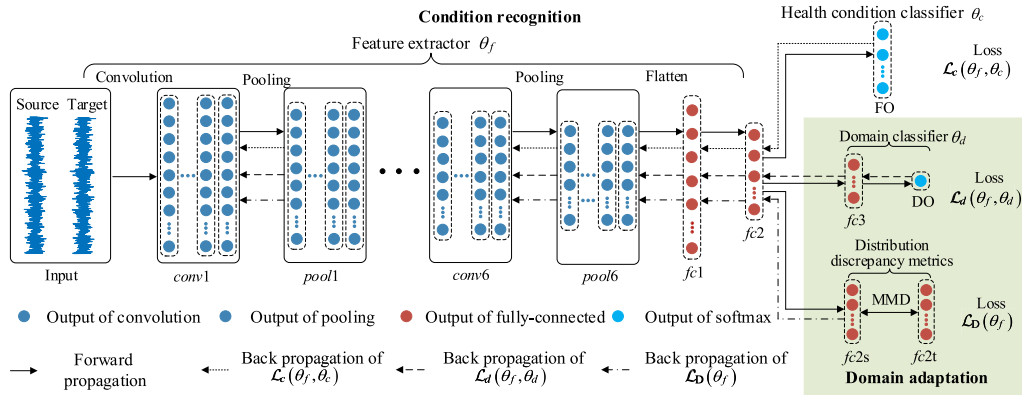 Condition recognition
Health condition classifier θc
Feature extractor θf
Loss
Lc(θf,θc)
Convolution
Pooling
Pooling
Flatten
Source Target
FO
Domain classifier θd
Loss
Ld(θf,θd)
DO
fc3
fc2
Input
conv1
pool1
conv6
pool6
fc1
Distribution
discrepancy metrics
MMD
Loss
LD(θf)
fc2s
fc2t
Domain adaptation
Output of convolution
Output of pooling
Output of fully-connected
Output of softmax
Forward
propagation
Back propagation of
Lc(θf,θc)
Back propagation of
Ld(θf,θd)
Back propagation of
LD(θf)